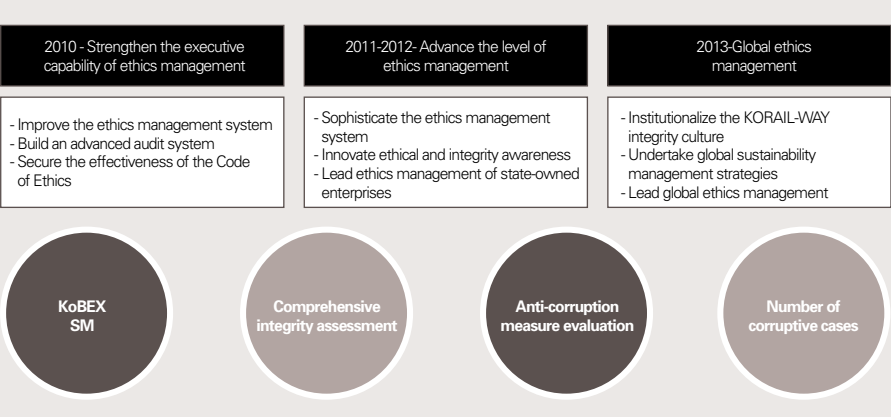 2010 - Strengthen the executive
capability of ethics management
- Improve the ethics management system
- Build an advanced audit system
- Secure the effectiveness of the Code
of Ethics
2011-2012- Advance the level of
ethics management
- Sophisticate the ethics management
system
- Innovate ethical and integrity awareness
- Lead ethics management of state-owned
enterprises
2013-Global ethics
management
- Institutionalize the KORAIL-WAY
integrity culture
- Undertake global sustainability
management strategies
- Lead global ethics management
KoBEX
SM
Comprehensive
integrity assessment
Anti-corruption
measure evaluation
Number of
corruptive cases